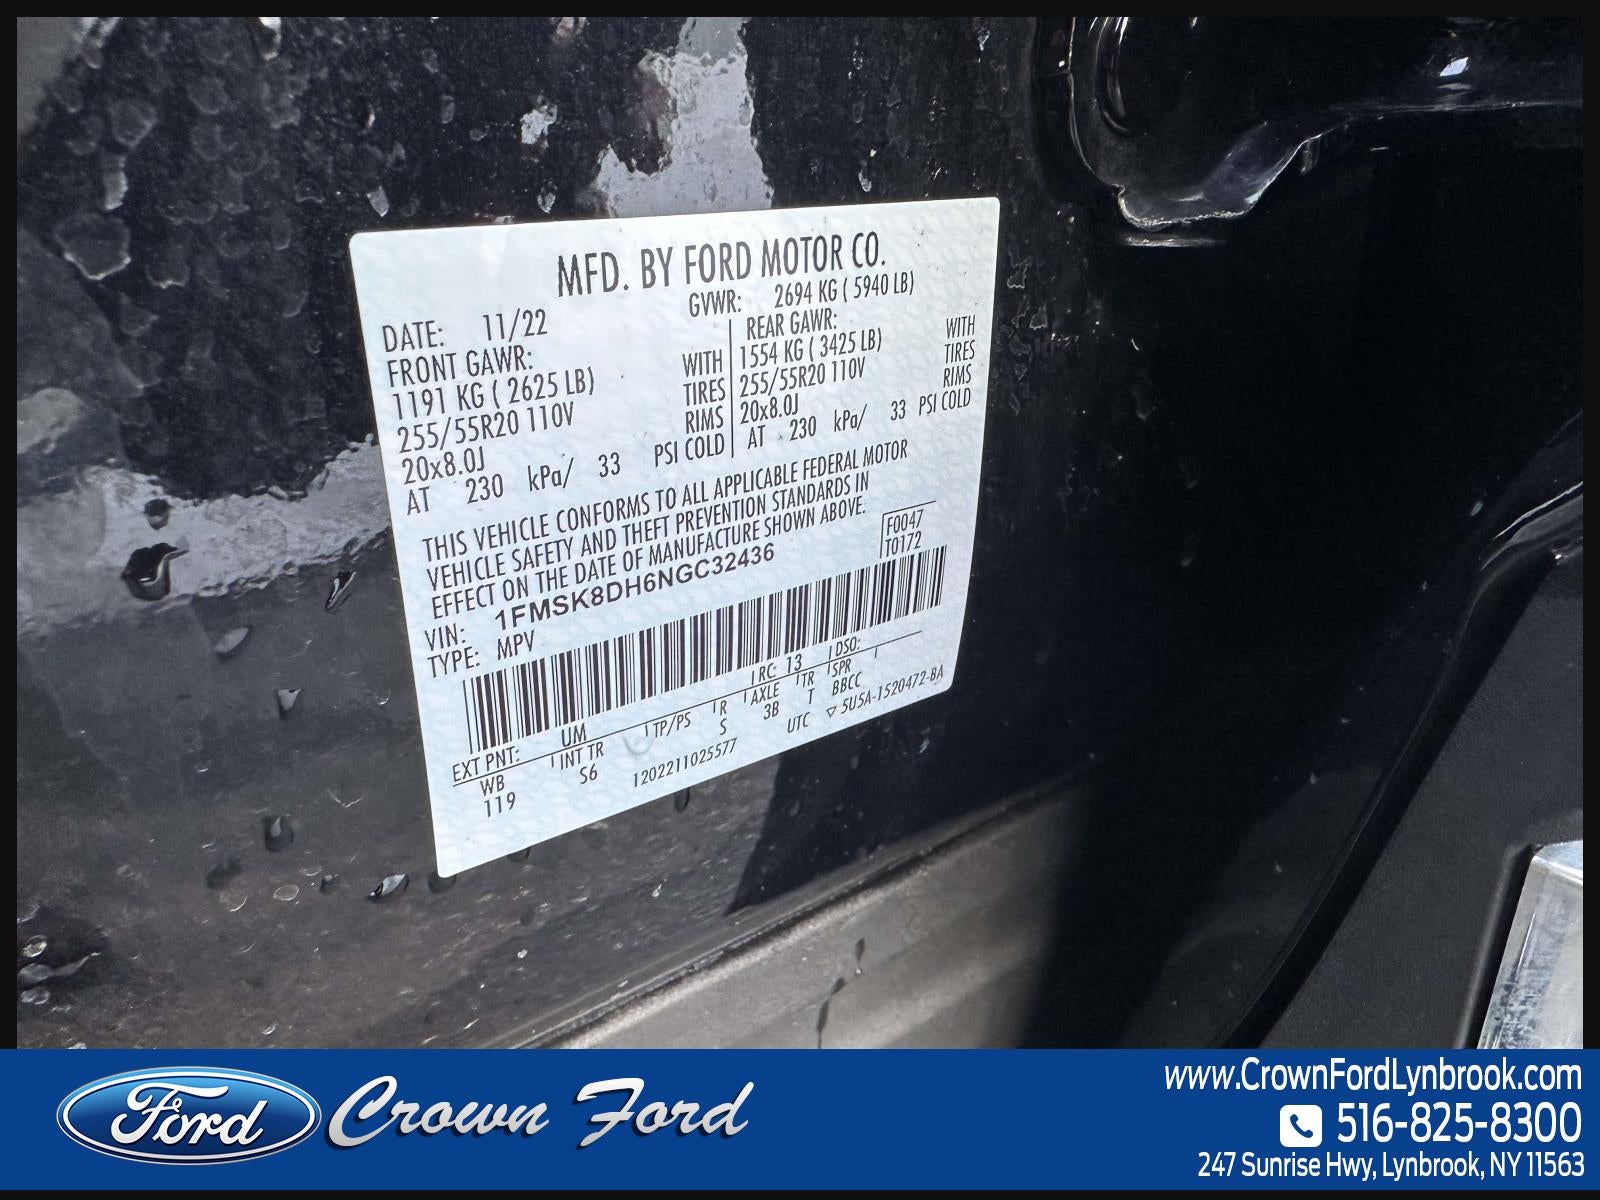 MFD. BY FORD MOTOR CO.
DATE: 11/22
GVWR: 2694 KG ( 5940 LB)
FRONT GAWR:
1191 KG ( 2625 LB) WITH
255/55R20 110V TIRES
20x8.0J RIMS
AT 230 kPa/ 33 PSI COLD
REAR GAWR:
1554 KG ( 3425 LB) WITH
255/55R20 110V TIRES
20x8.0J RIMS
AT 230 kPa/ 33 PSI COLD
THIS VEHICLE CONFORMS TO ALL APPLICABLE FEDERAL MOTOR
VEHICLE SAFETY AND THEFT PREVENTION STANDARDS IN
EFFECT ON THE DATE OF MANUFACTURE SHOWN ABOVE.
F0047
T0172
VIN: 1FMSK8DH6NGC32436
TYPE: MPV
EXT PNT: UM RC: 13 DSO:
WB INT TR TP/PS R AXLE TR SPR
119 S6 S 3B T BBCC
1202211025577 UTC ▽ 5U5A-1520472-BA
Ford Crown Ford
www.CrownFordLynbrook.com
516-825-8300
247 Sunrise Hwy, Lynbrook, NY 11563